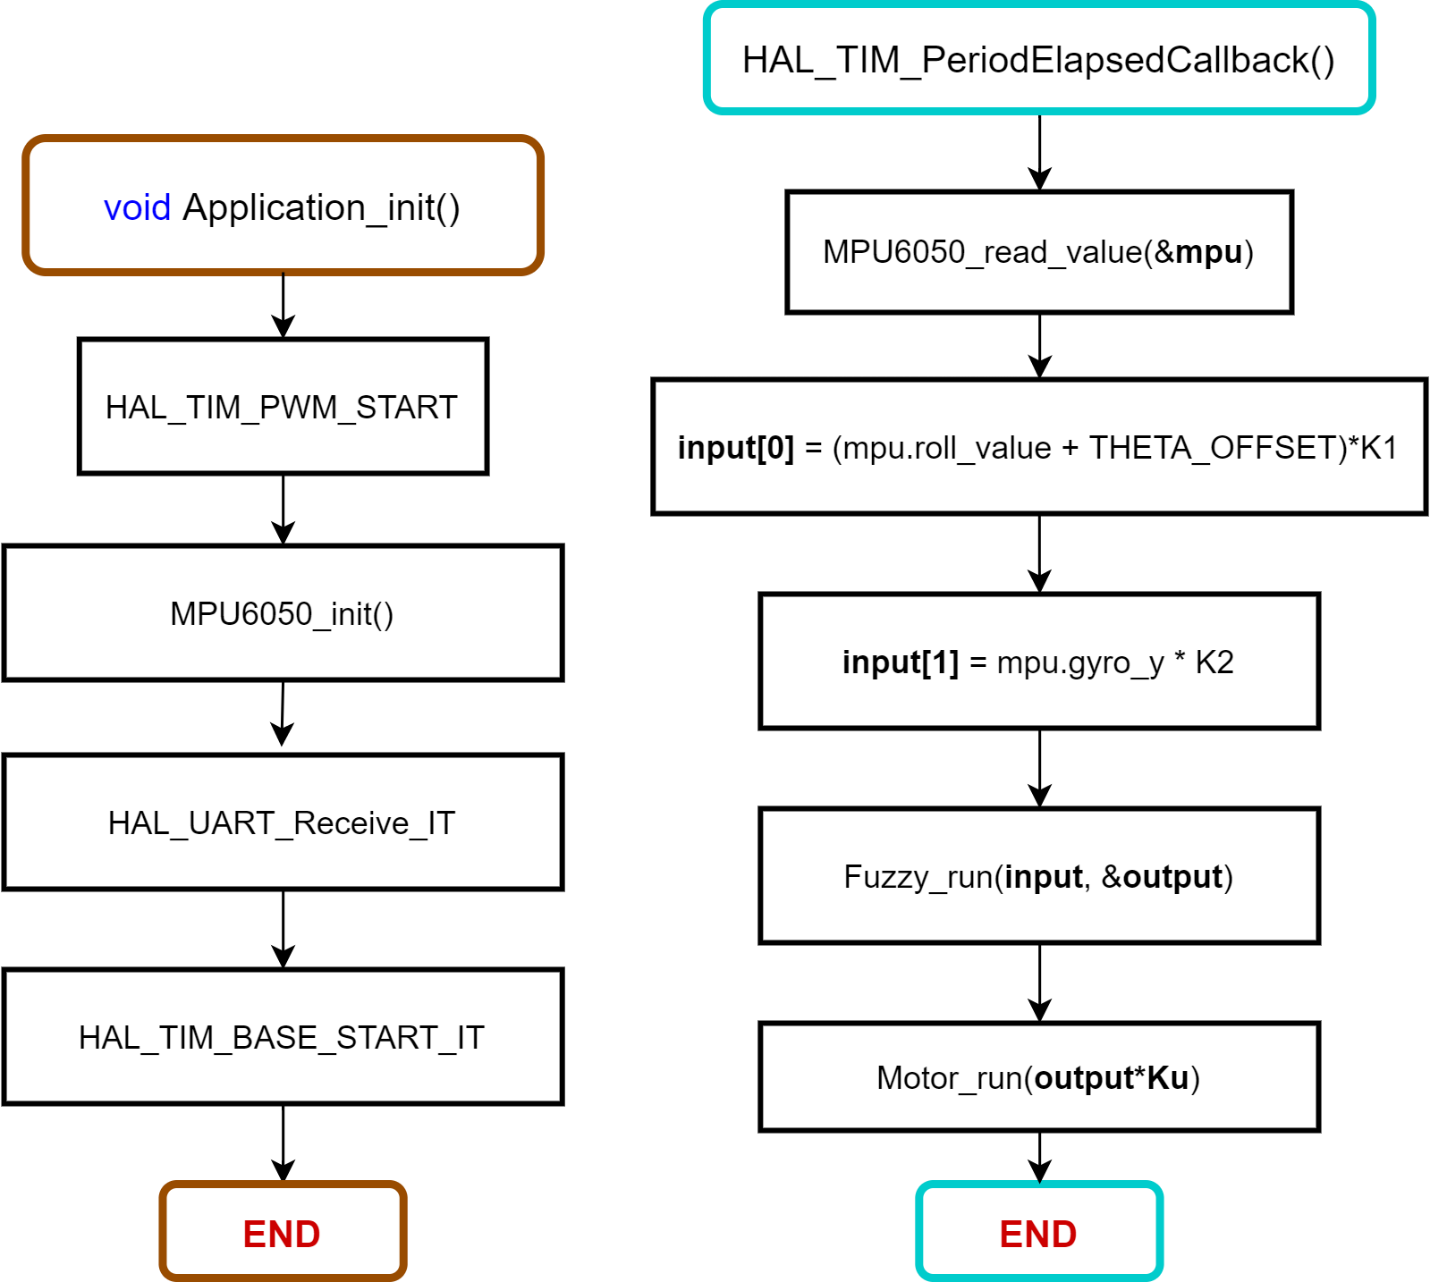 void Application_init()
HAL_TIM_PWM_START
MPU6050_init()
HAL_UART_Receive_IT
HAL_TIM_BASE_START_IT
END
HAL_TIM_PeriodElapsedCallback()
MPU6050_read_value(&mpu)
input[0] = (mpu.roll_value + THETA_OFFSET)*K1
input[1] = mpu.gyro_y * K2
Fuzzy_run(input, &output)
Motor_run(output*Ku)
END